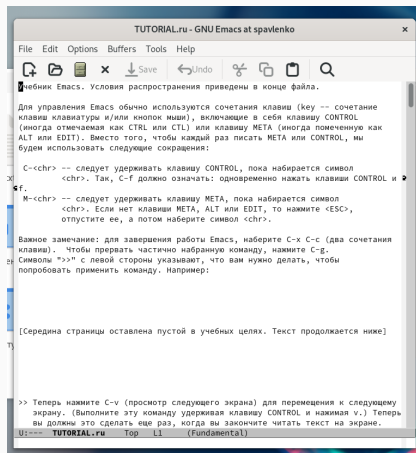 TUTORIAL.ru - GNU Emacs at spavlenko
File Edit Options Buffers Tools Help
Save Undo
Учебник Emacs. Условия распространения приведены в конце файла.
Для управления Emacs обычно используются сочетания клавиш (key -- сочетание
клавиш клавиатуры и/или кнопок мыши), включающие в себя клавишу CONTROL
(иногда отмечаемая как CTRL или CTL) или клавишу META (иногда помеченную как
ALT или EDIT). Вместо того, чтобы каждый раз писать META или CONTROL, мы
будем использовать следующие сокращения:
C-<chr> -- следует удерживать клавишу CONTROL, пока набирается символ
<chr>. Так, C-f должно означать: одновременно нажать клавиши CONTROL и
f.
M-<chr> -- следует удерживать клавишу META, пока набирается символ
<chr>. Если нет клавиши META, ALT или EDIT, то нажмите <ESC>,
отпустите ее, а потом наберите символ <chr>.
Важное замечание: для завершения работы Emacs, наберите C-x C-c (два сочетания
клавиш). Чтобы прервать частично набранную команду, нажмите C-g.
Символы ">>" с левой стороны указывают, что вам нужно делать, чтобы
попробовать применить команду. Например:
[Середина страницы оставлена пустой в учебных целях. Текст продолжается ниже]
>> Теперь нажмите C-v (просмотр следующего экрана) для перемещения к следующему
экрану. (Выполните эту команду удерживая клавишу CONTROL и нажимая v.) Теперь
вы должны это сделать еще раз, когда вы закончите читать текст на экране.
U:--- TUTORIAL.ru Top L1 (Fundamental)